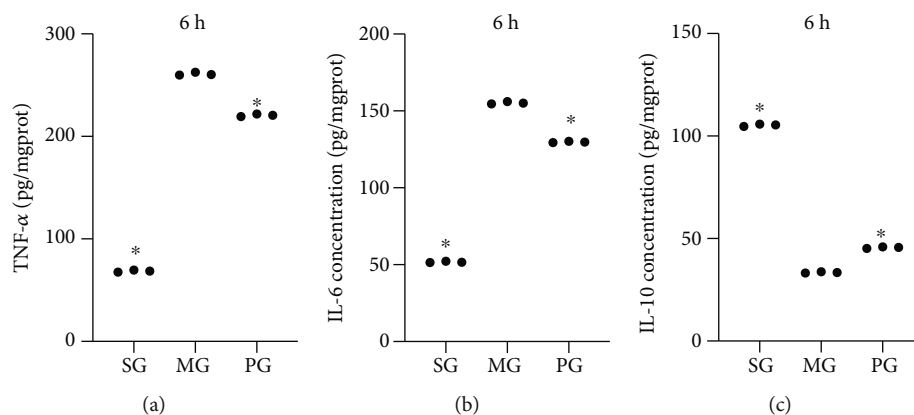 6 h
300
200
100
0
TNF-α (pg/mgprot)
*
*
SG MG PG
(a)
6 h
200
150
100
50
0
IL-6 concentration (pg/mgprot)
*
*
SG MG PG
(b)
6 h
150
100
50
0
IL-10 concentration (pg/mgprot)
*
*
SG MG PG
(c)